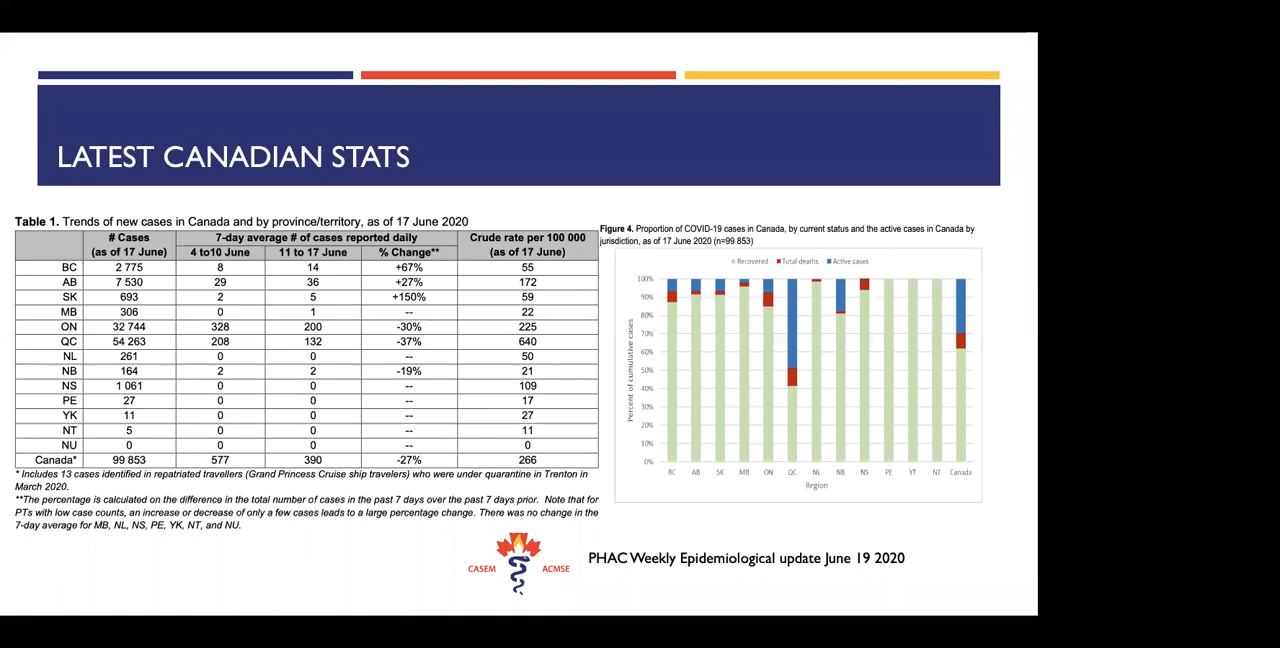 LATEST CANADIAN STATS
Table 1. Trends of new cases in Canada and by province/territory, as of 17 June 2020
# Cases (as of 17 June) 7-day average # of cases reported daily Crude rate per 100 000 (as of 17 June)
4 to10 June 11 to 17 June % Change**
BC 2 775 8 14 +67% 55
AB 7 530 29 36 +27% 172
SK 693 2 5 +150% 59
MB 306 0 1 -- 22
ON 32 744 328 200 -30% 225
QC 54 263 208 132 -37% 640
NL 261 0 0 -- 50
NB 164 2 2 -19% 21
NS 1 061 0 0 -- 109
PE 27 0 0 -- 17
YK 11 0 0 -- 27
NT 5 0 0 -- 11
NU 0 0 0 -- 0
Canada* 99 853 577 390 -27% 266
* Includes 13 cases identified in repatriated travellers (Grand Princess Cruise ship travelers) who were under quarantine in Trenton in
March 2020.
**The percentage is calculated on the difference in the total number of cases in the past 7 days over the past 7 days prior. Note that for
PTs with low case counts, an increase or decrease of only a few cases leads to a large percentage change. There was no change in the
7-day average for MB, NL, NS, PE, YK, NT, and NU.
Figure 4. Proportion of COVID-19 cases in Canada, by current status and the active cases in Canada by
jurisdiction, as of 17 June 2020 (n=99 853)
Recovered Total deaths Active cases
Percent of cumulative cases
100%
90%
80%
70%
60%
50%
40%
30%
20%
10%
0%
BC AB SK MB ON QC NL NB NS PE YT NT Canada
Region
CASEM ACMSE
PHAC Weekly Epidemiological update June 19 2020